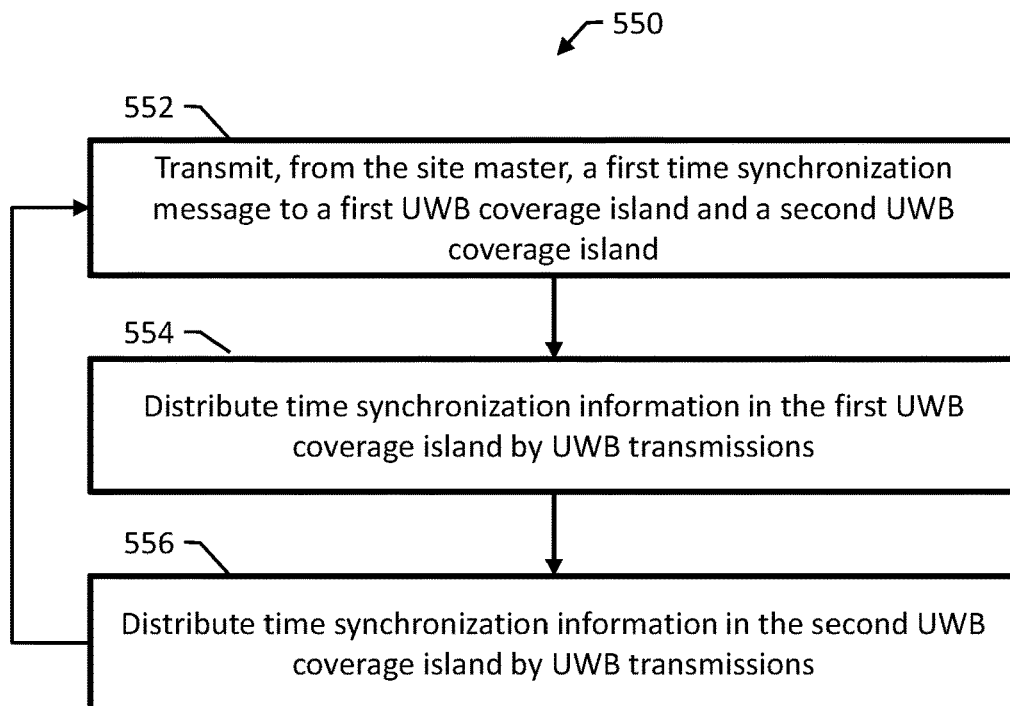 550
552
Transmit, from the site master, a first time synchronization
message to a first UWB coverage island and a second UWB
coverage island
554
Distribute time synchronization information in the first UWB
coverage island by UWB transmissions
556
Distribute time synchronization information in the second UWB
coverage island by UWB transmissions